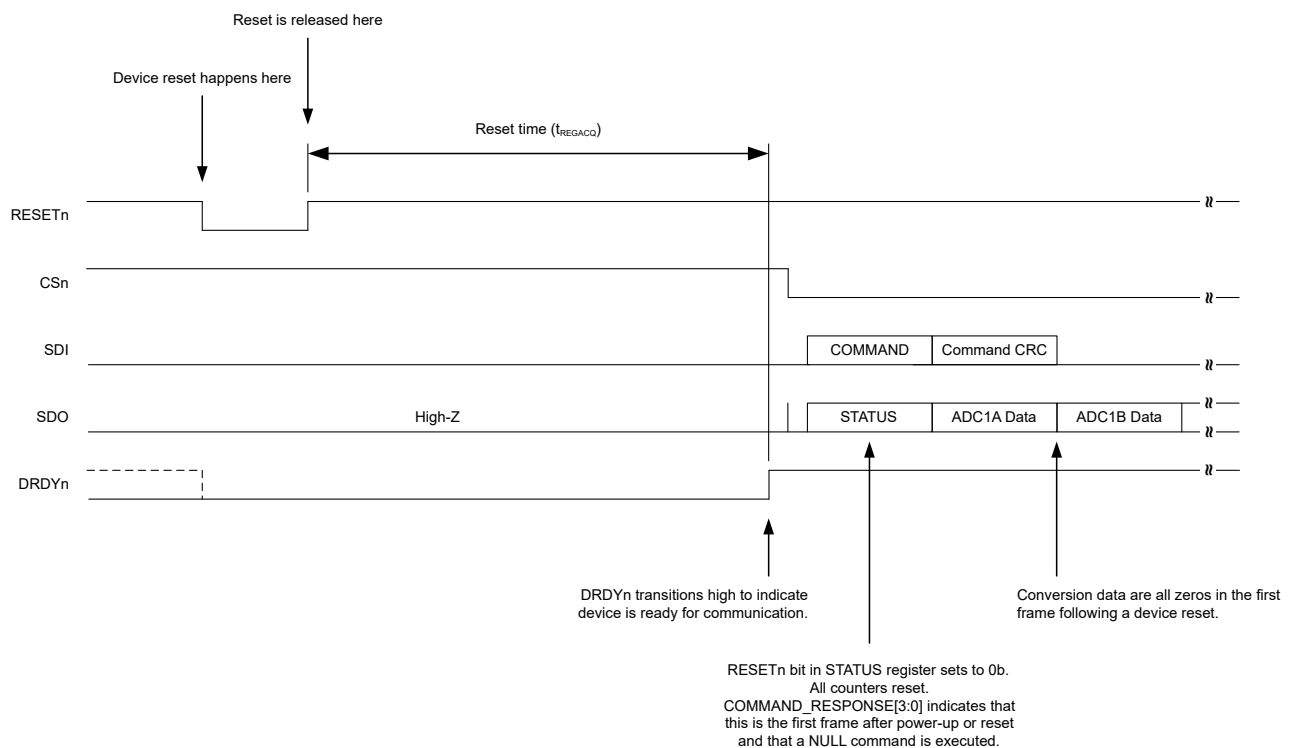 Reset is released here
Device reset happens here
Reset time (tREGACQ)
RESETn
CSn
SDI
COMMAND
Command CRC
SDO
High-Z
STATUS
ADC1A Data
ADC1B Data
DRDYn
DRDYn transitions high to indicate
device is ready for communication.
Conversion data are all zeros in the first
frame following a device reset.
RESETn bit in STATUS register sets to 0b.
All counters reset.
COMMAND_RESPONSE[3:0] indicates that
this is the first frame after power-up or reset
and that a NULL command is executed.